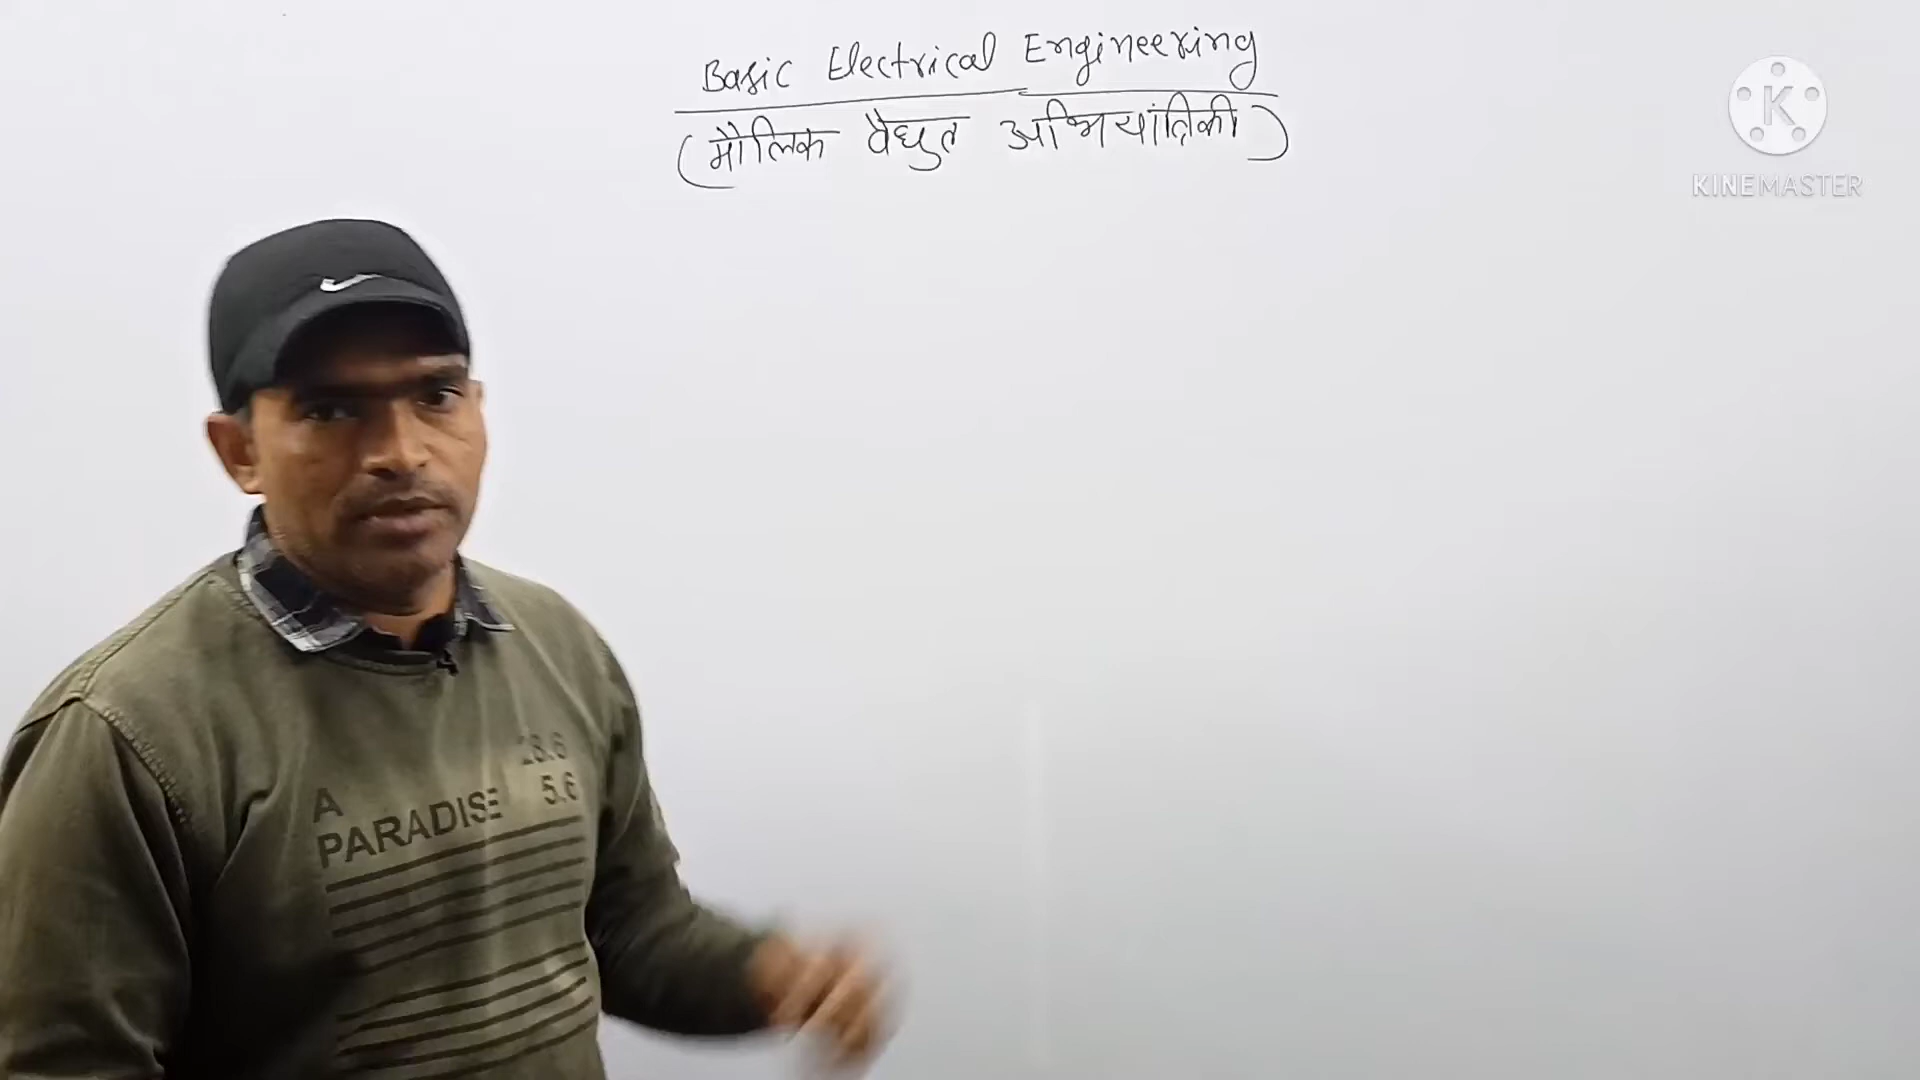 Basic Electrical Engineering
(मौलिक वैधुत अभियांत्रिकी)
K
KINEMASTER
A
PARADISE
28.6
5.6